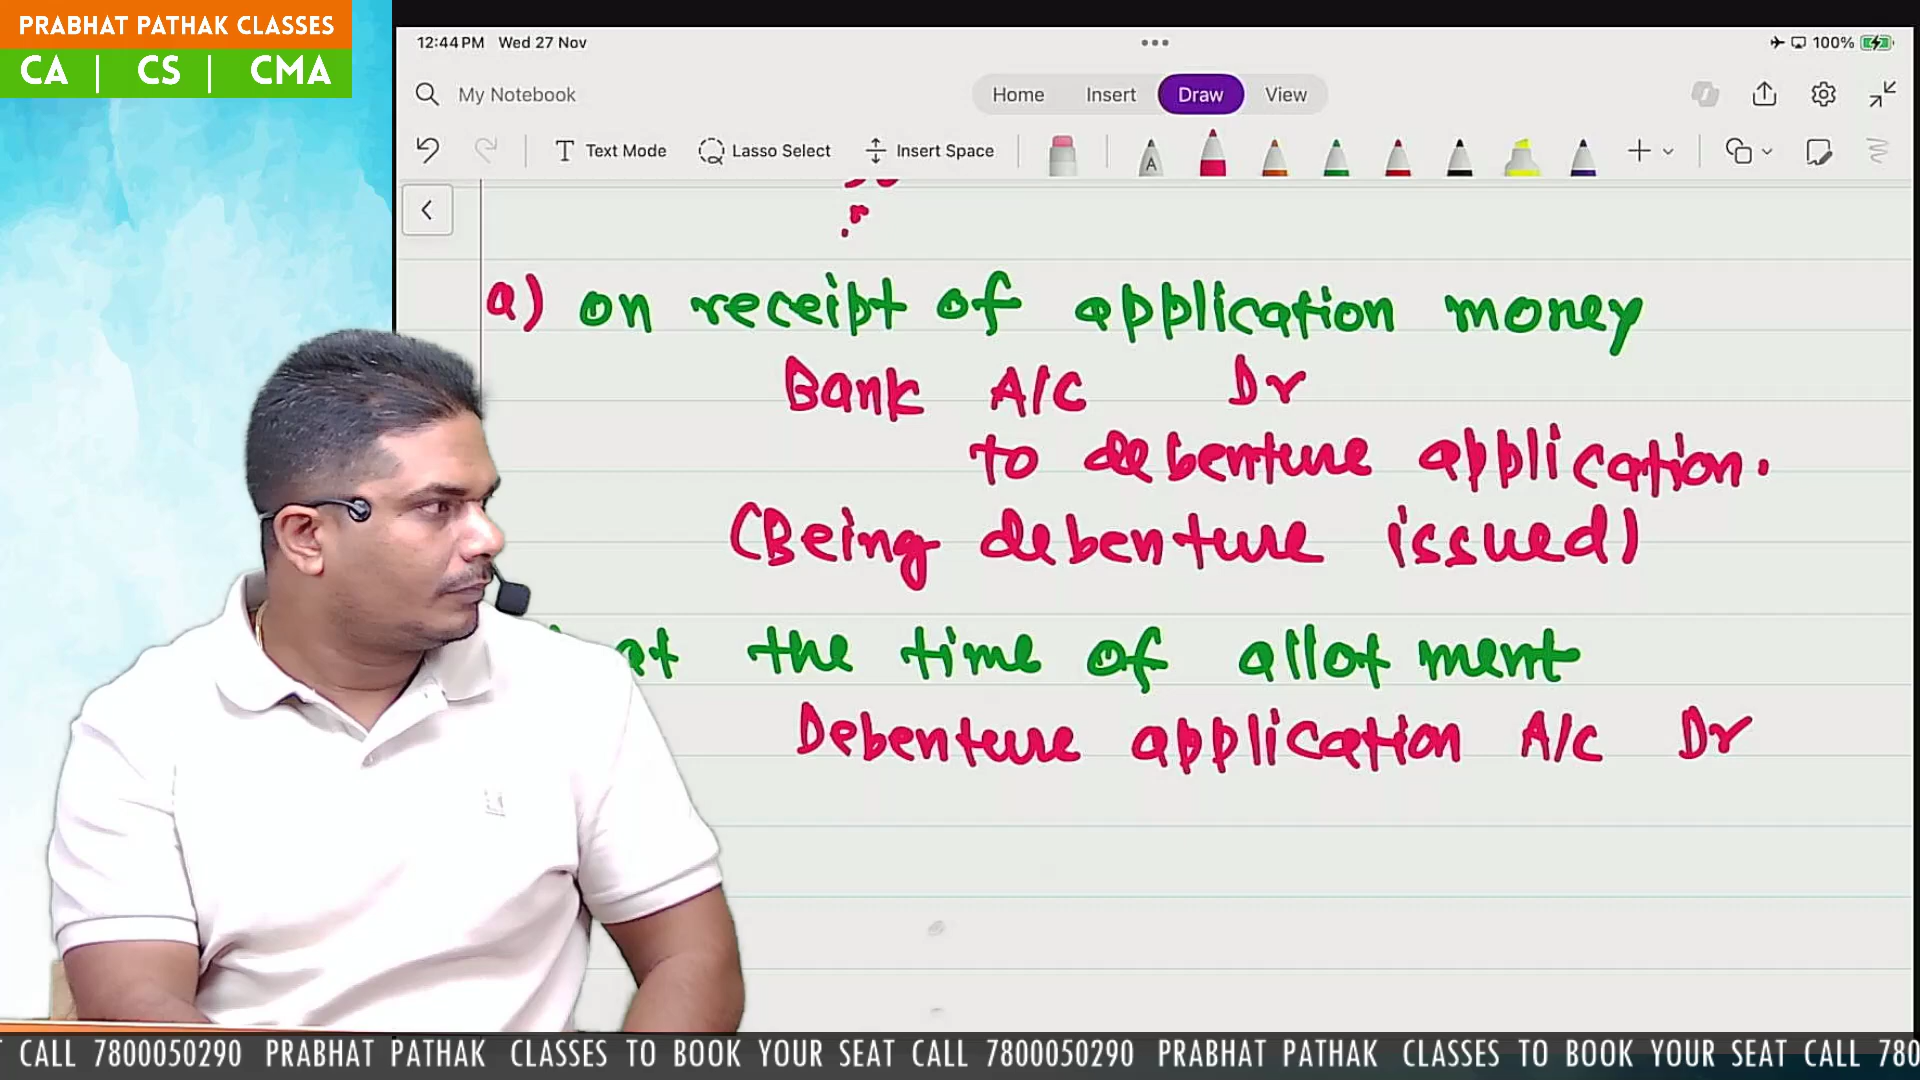 PRABHAT PATHAK CLASSES
CA | CS | CMA
12:44 PM Wed 27 Nov
100%
My Notebook
Home Insert Draw View
Text Mode Lasso Select Insert Space
A
a) on receipt of application money
Bank A/C Dr
to debenture application.
(Being debenture issued)
at the time of allotment
Debenture application A/C Dr
CALL 7800050290 PRABHAT PATHAK CLASSES TO BOOK YOUR SEAT CALL 7800050290 PRABHAT PATHAK CLASSES TO BOOK YOUR SEAT CALL 780